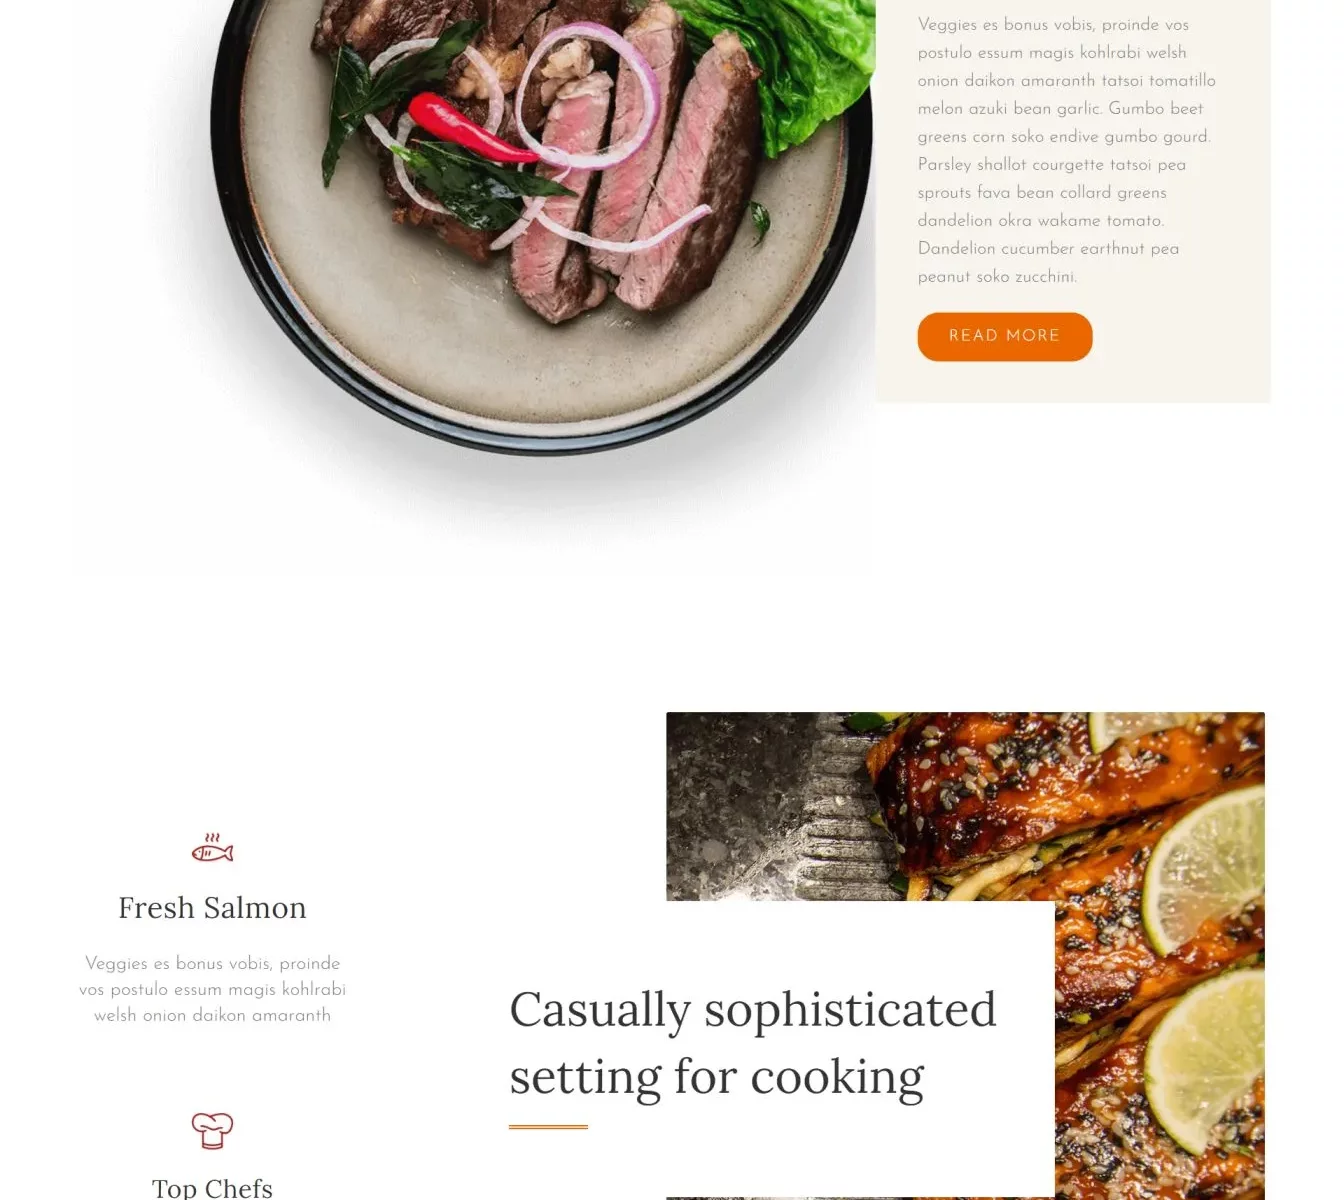 Veggies es bonus vobis, proinde vos
postulo essum magis kohlrabi welsh
onion daikon amaranth tatsoi tomatillo
melon azuki bean garlic. Gumbo beet
greens corn soko endive gumbo gourd.
Parsley shallot courgette tatsoi pea
sprouts fava bean collard greens
dandelion okra wakame tomato.
Dandelion cucumber earthnut pea
peanut soko zucchini.
READ MORE
Fresh Salmon
Veggies es bonus vobis, proinde
vos postulo essum magis kohlrabi
welsh onion daikon amaranth
Casually sophisticated
setting for cooking
Top Chefs